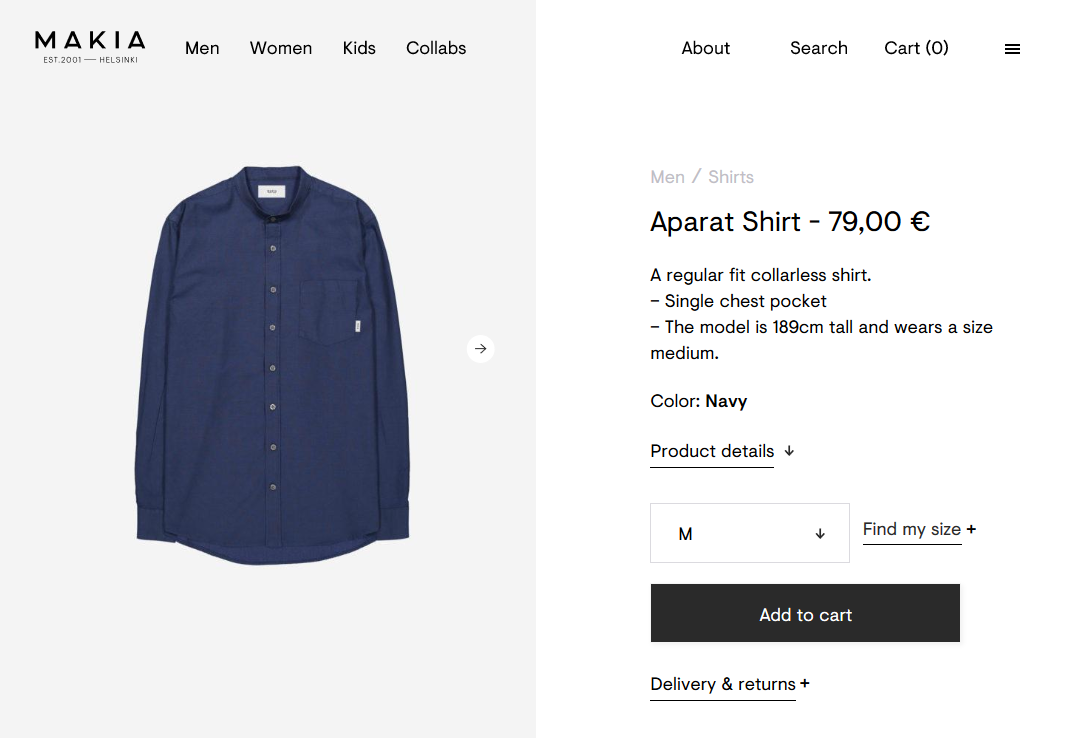 MAKIA
EST.2001 — HELSINKI
Men Women Kids Collabs
About Search Cart (0)
Men / Shirts
Aparat Shirt - 79,00 €
A regular fit collarless shirt.
– Single chest pocket
– The model is 189cm tall and wears a size
medium.
Color: Navy
Product details ↓
M ↓
Find my size +
Add to cart
Delivery & returns +